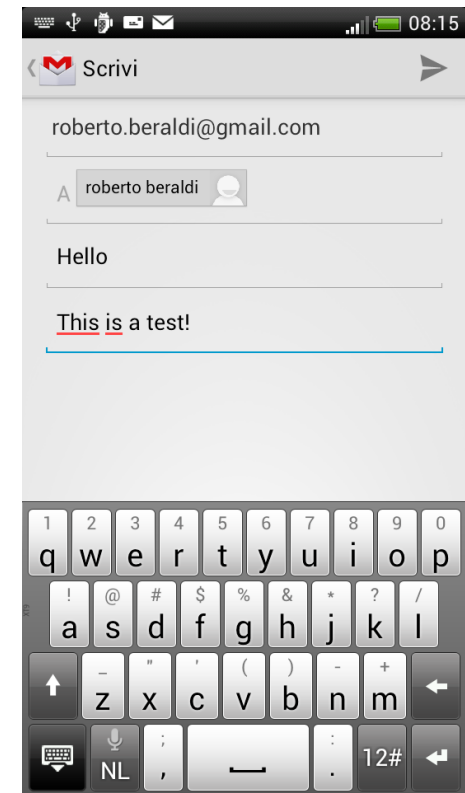 08:15
Scrivi
roberto.beraldi@gmail.com
A roberto beraldi
Hello
This is a test!
1 2 3 4 5 6 7 8 9 0
q w e r t y u i o p
! @ # $ % & * ? /
a s d f g h j k l
_ " ' ( ) - +
z x c v b n m
; :
NL , . 12#